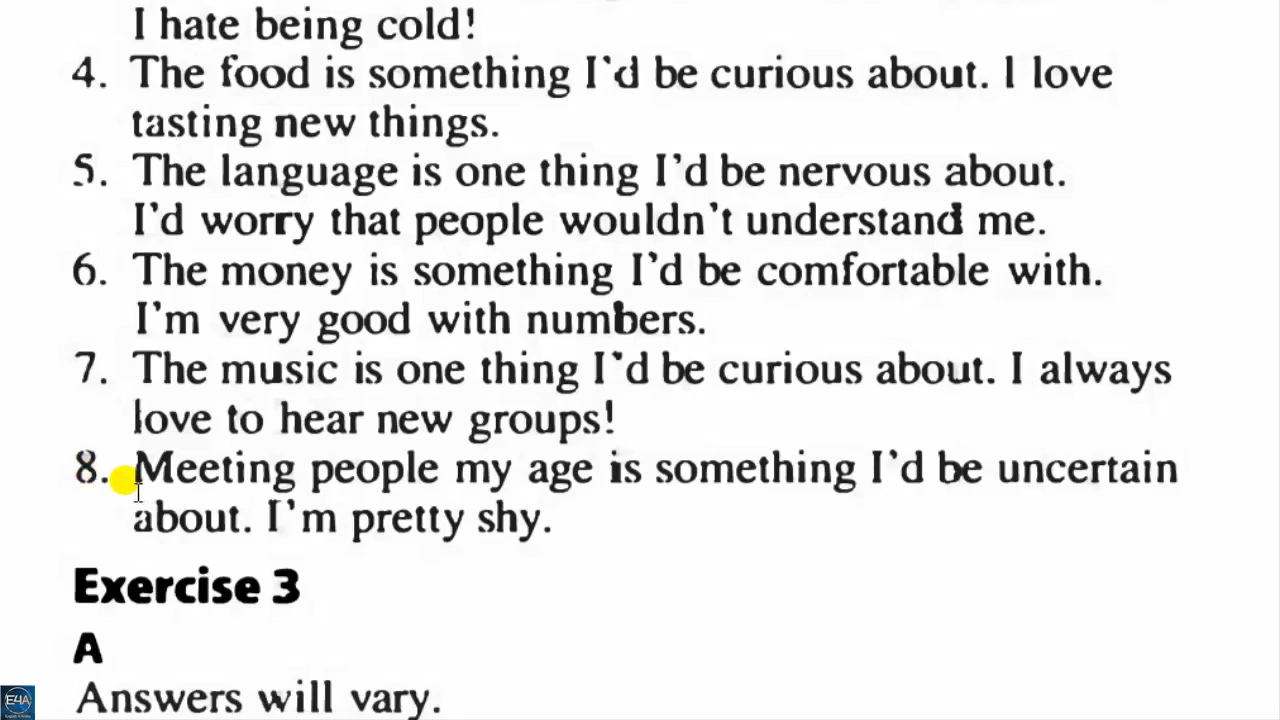 I hate being cold!
4. The food is something I'd be curious about. I love
tasting new things.
5. The language is one thing I'd be nervous about.
I'd worry that people wouldn't understand me.
6. The money is something I'd be comfortable with.
I'm very good with numbers.
7. The music is one thing I'd be curious about. I always
love to hear new groups!
8. Meeting people my age is something I'd be uncertain
about. I'm pretty shy.
Exercise 3
A
Answers will vary.
E4A